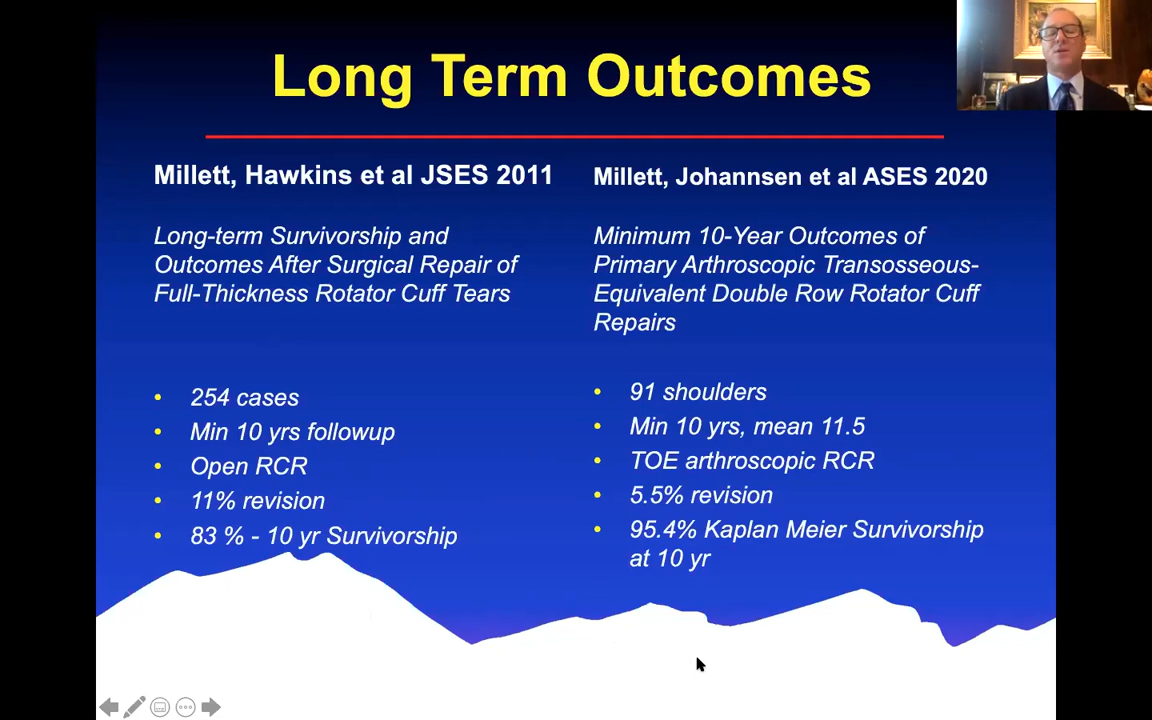 Long Term Outcomes
Millett, Hawkins et al JSES 2011
Long-term Survivorship and
Outcomes After Surgical Repair of
Full-Thickness Rotator Cuff Tears
• 254 cases
• Min 10 yrs followup
• Open RCR
• 11% revision
• 83 % - 10 yr Survivorship
Millett, Johannsen et al ASES 2020
Minimum 10-Year Outcomes of
Primary Arthroscopic Transosseous-
Equivalent Double Row Rotator Cuff
Repairs
• 91 shoulders
• Min 10 yrs, mean 11.5
• TOE arthroscopic RCR
• 5.5% revision
• 95.4% Kaplan Meier Survivorship
at 10 yr